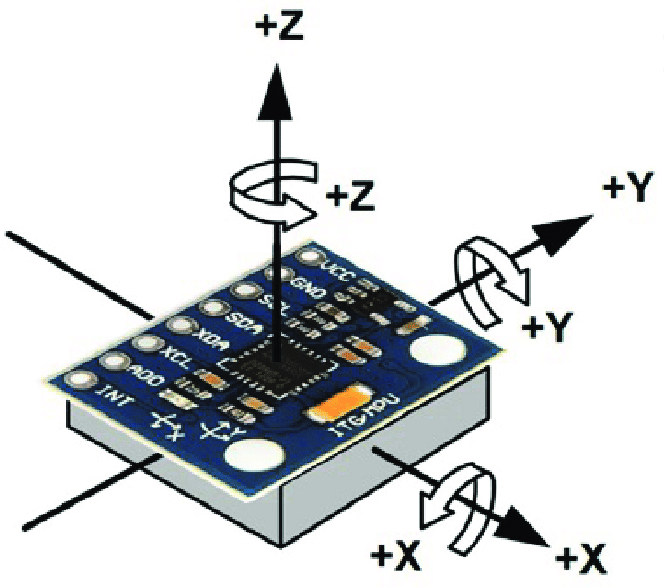 +Z
+Z
+Y
+Y
VCC
GND
SCL
SDA
XDA
XCL
ADO
INT
X
Y
ITG/MPU
+X
+X